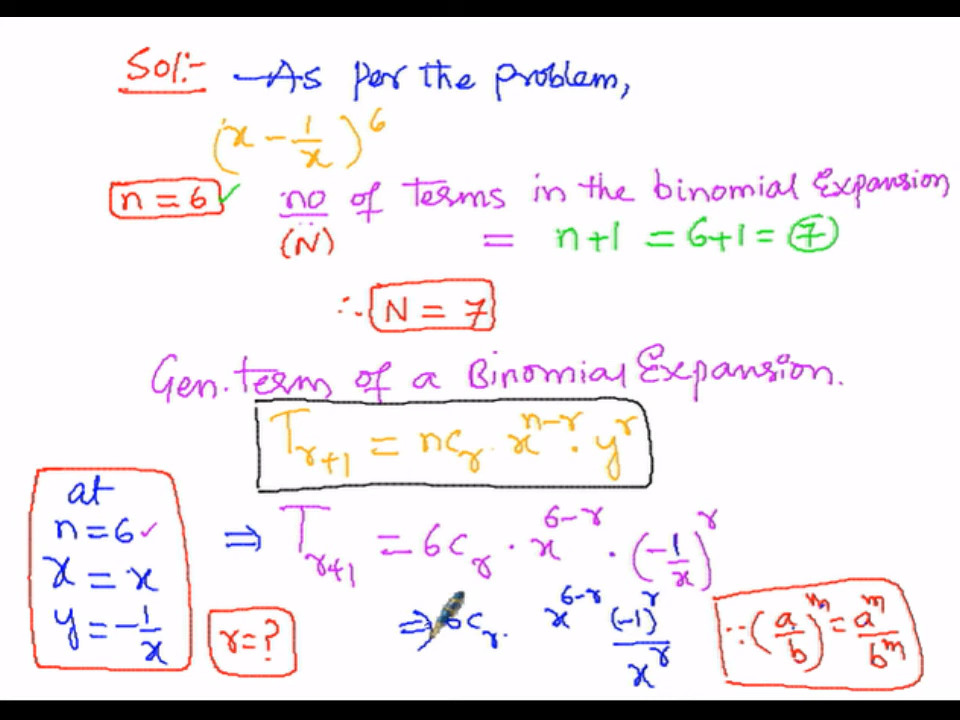 Sol:- As per the problem,
(x - 1/x)^6
n = 6 ✓ no of terms in the binomial Expansion
(N) = n+1 = 6+1 = 7
∴ N = 7
Gen. term of a Binomial Expansion.
T_{r+1} = nC_r . x^{n-r} . y^r
at
n = 6 ✓
x = x
y = -1/x
⇒ T_{r+1} = 6C_r . x^{6-r} . (-1/x)^r
r = ?
⇒ 6C_r . x^{6-r} (-1)^r / x^r
∵ (a/b)^m = a^m / b^m